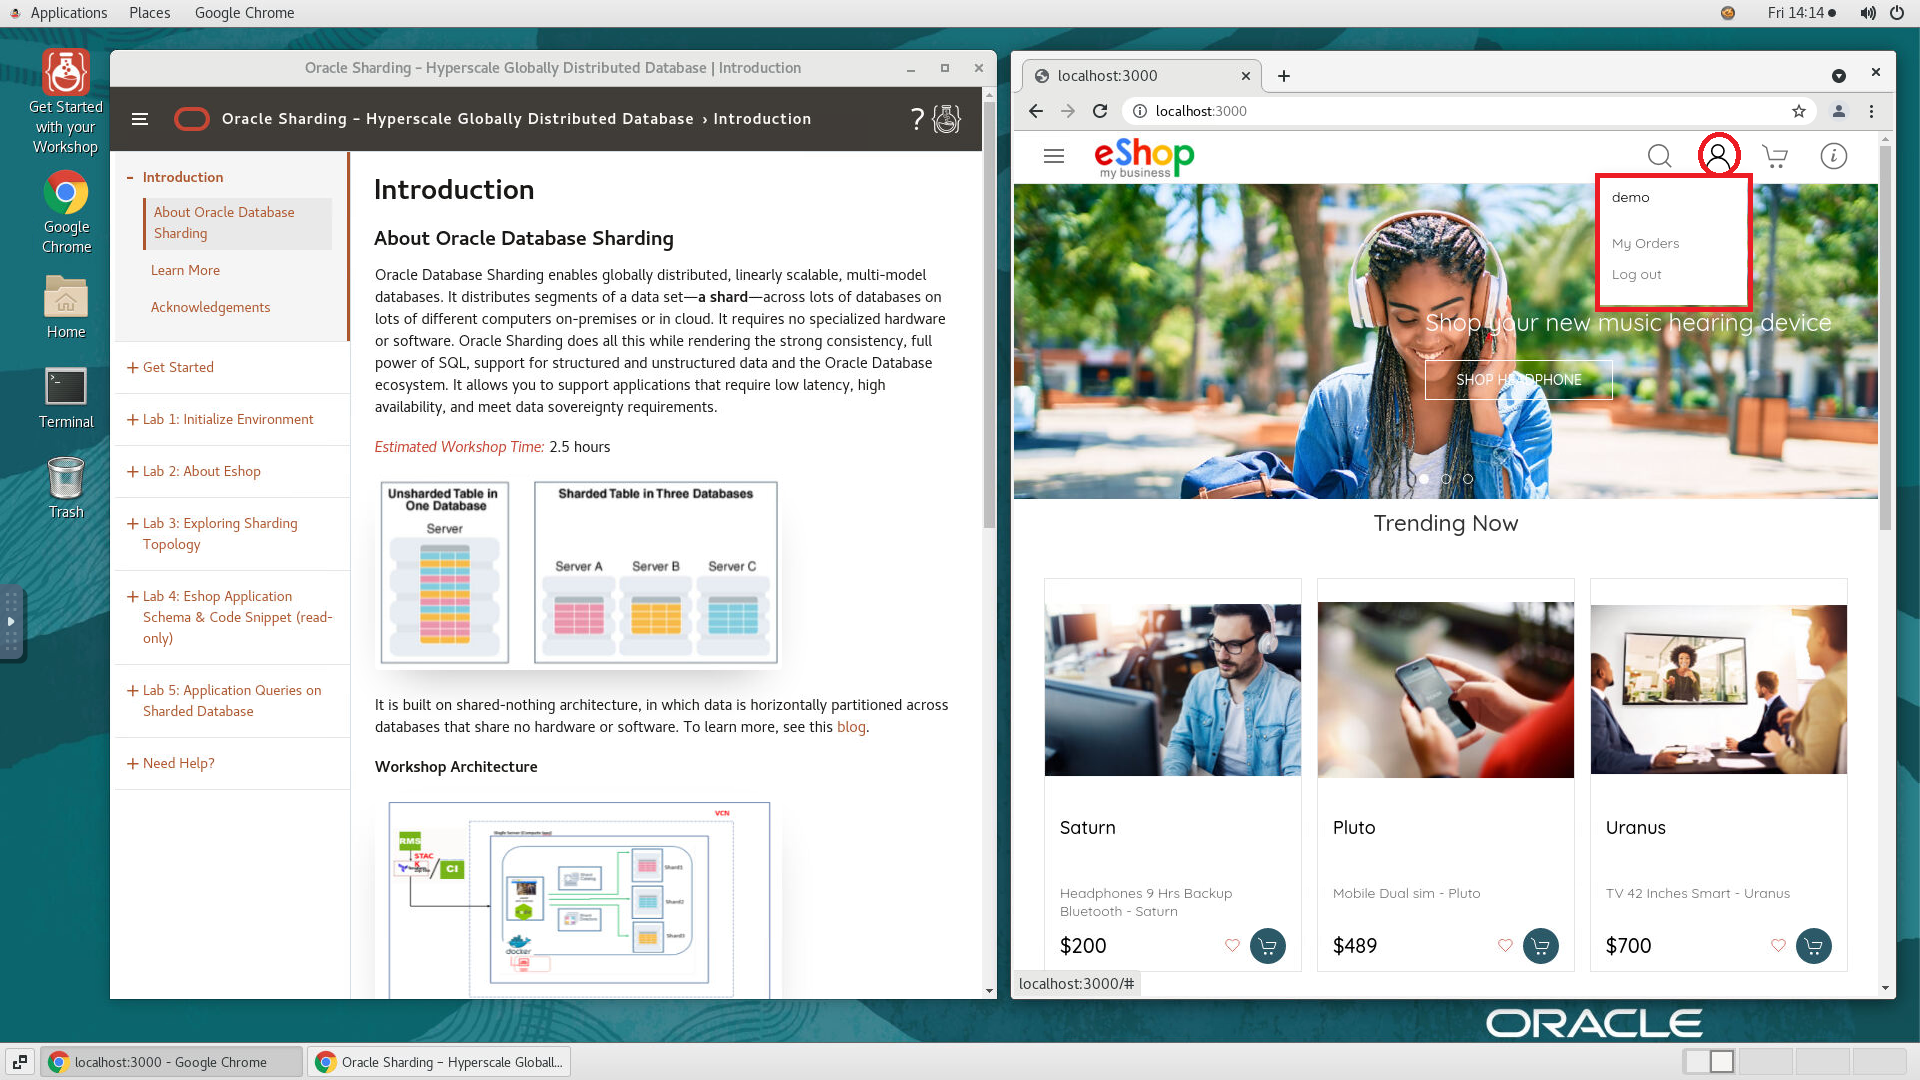 Applications Places Google Chrome Fri 14:14
Get Started
with your
Workshop
Google
Chrome
Home
Terminal
Trash
Oracle Sharding – Hyperscale Globally Distributed Database | Introduction
Oracle Sharding – Hyperscale Globally Distributed Database › Introduction
?
- Introduction
About Oracle Database
Sharding
Learn More
Acknowledgements
+ Get Started
+ Lab 1: Initialize Environment
+ Lab 2: About Eshop
+ Lab 3: Exploring Sharding
Topology
+ Lab 4: Eshop Application
Schema & Code Snippet (read-
only)
+ Lab 5: Application Queries on
Sharded Database
+ Need Help?
Introduction
About Oracle Database Sharding
Oracle Database Sharding enables globally distributed, linearly scalable, multi-model
databases. It distributes segments of a data set—a shard—across lots of databases on
lots of different computers on-premises or in cloud. It requires no specialized hardware
or software. Oracle Sharding does all this while rendering the strong consistency, full
power of SQL, support for structured and unstructured data and the Oracle Database
ecosystem. It allows you to support applications that require low latency, high
availability, and meet data sovereignty requirements.
Estimated Workshop Time: 2.5 hours
Unsharded Table in
One Database
Server
Sharded Table in Three Databases
Server A Server B Server C
It is built on shared-nothing architecture, in which data is horizontally partitioned across
databases that share no hardware or software. To learn more, see this blog.
Workshop Architecture
VCN
RMS
STAC
K
CI
Shard01
Shard02
Shard03
docker
localhost:3000
localhost:3000
eShop
my business
demo
My Orders
Log out
Shop your new music hearing device
SHOP HEADPHONE
Trending Now
Saturn
Headphones 9 Hrs Backup
Bluetooth - Saturn
$200
Pluto
Mobile Dual sim - Pluto
$489
Uranus
TV 42 Inches Smart - Uranus
$700
localhost:3000/#
ORACLE
localhost:3000 - Google Chrome
Oracle Sharding – Hyperscale Globall...